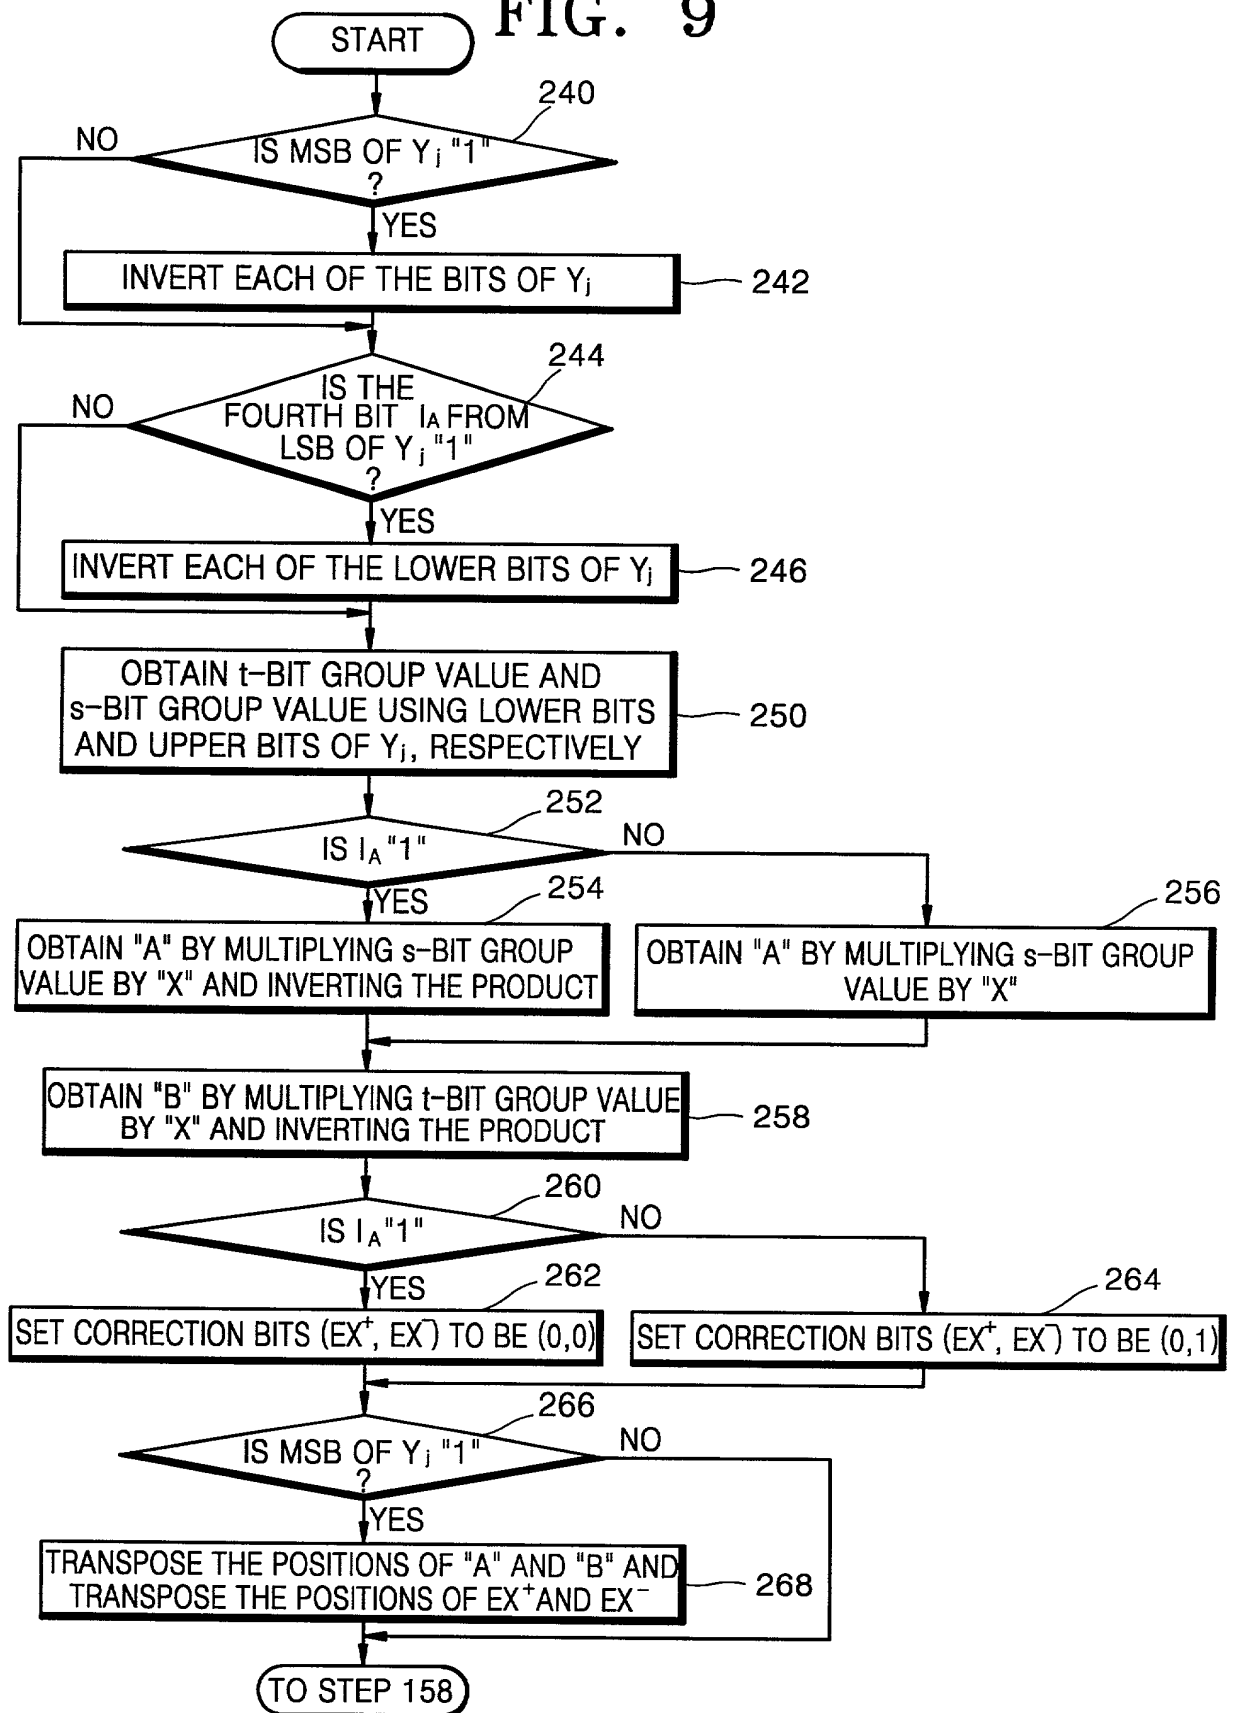 FIG. 9
START
240
NO
IS MSB OF Yj "1"
?
YES
INVERT EACH OF THE BITS OF Yj
242
244
NO
IS THE
FOURTH BIT IA FROM
LSB OF Yj "1"
?
YES
INVERT EACH OF THE LOWER BITS OF Yj
246
OBTAIN t-BIT GROUP VALUE AND
s-BIT GROUP VALUE USING LOWER BITS
AND UPPER BITS OF Yj, RESPECTIVELY
250
252
IS IA "1"
NO
YES
254
256
OBTAIN "A" BY MULTIPLYING s-BIT GROUP
VALUE BY "X" AND INVERTING THE PRODUCT
OBTAIN "A" BY MULTIPLYING s-BIT GROUP
VALUE BY "X"
OBTAIN "B" BY MULTIPLYING t-BIT GROUP VALUE
BY "X" AND INVERTING THE PRODUCT
258
260
IS IA "1"
NO
YES
262
264
SET CORRECTION BITS (EX+, EX-) TO BE (0,0)
SET CORRECTION BITS (EX+, EX-) TO BE (0,1)
266
IS MSB OF Yj "1"
?
NO
YES
TRANSPOSE THE POSITIONS OF "A" AND "B" AND
TRANSPOSE THE POSITIONS OF EX+ AND EX-
268
TO STEP 158